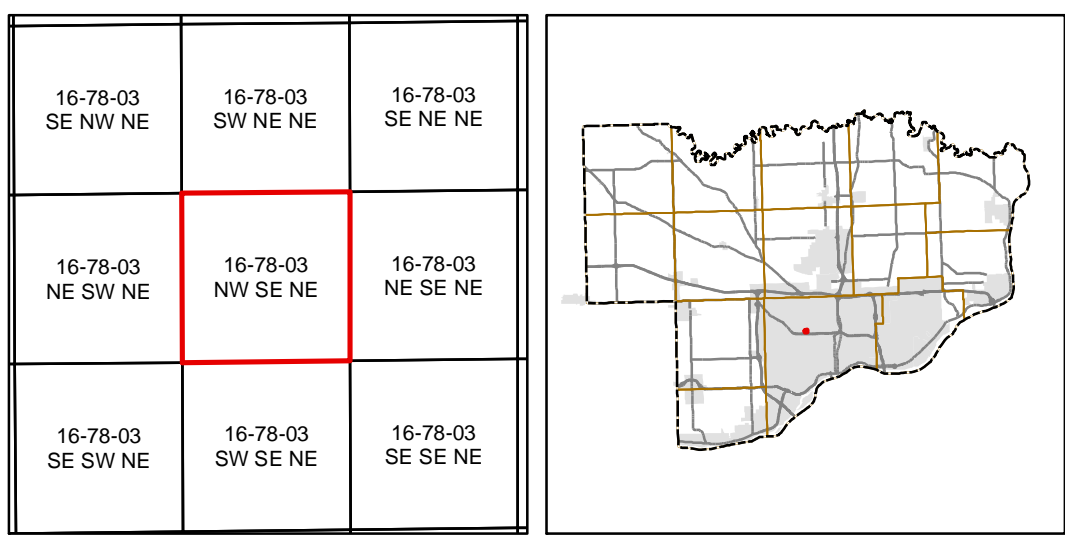 16-78-03
SE NW NE
16-78-03
SW NE NE
16-78-03
SE NE NE
16-78-03
NE SW NE
16-78-03
NW SE NE
16-78-03
NE SE NE
16-78-03
SE SW NE
16-78-03
SW SE NE
16-78-03
SE SE NE